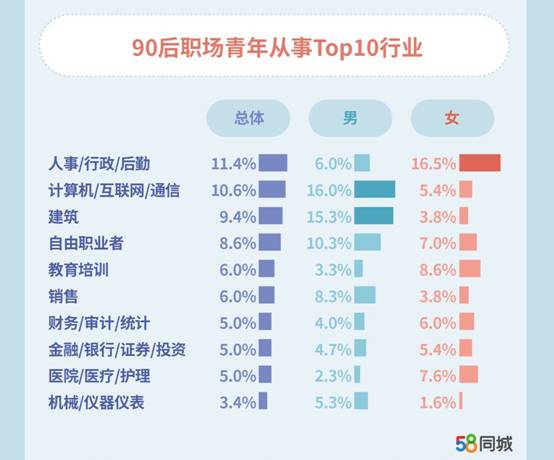 90后职场青年从事Top10行业
总体 男 女
人事/行政/后勤 11.4% 6.0% 16.5%
计算机/互联网/通信 10.6% 16.0% 5.4%
建筑 9.4% 15.3% 3.8%
自由职业者 8.6% 10.3% 7.0%
教育培训 6.0% 3.3% 8.6%
销售 6.0% 8.3% 3.8%
财务/审计/统计 5.0% 4.0% 6.0%
金融/银行/证券/投资 5.0% 4.7% 5.4%
医院/医疗/护理 5.0% 2.3% 7.6%
机械/仪器仪表 3.4% 5.3% 1.6%
58同城